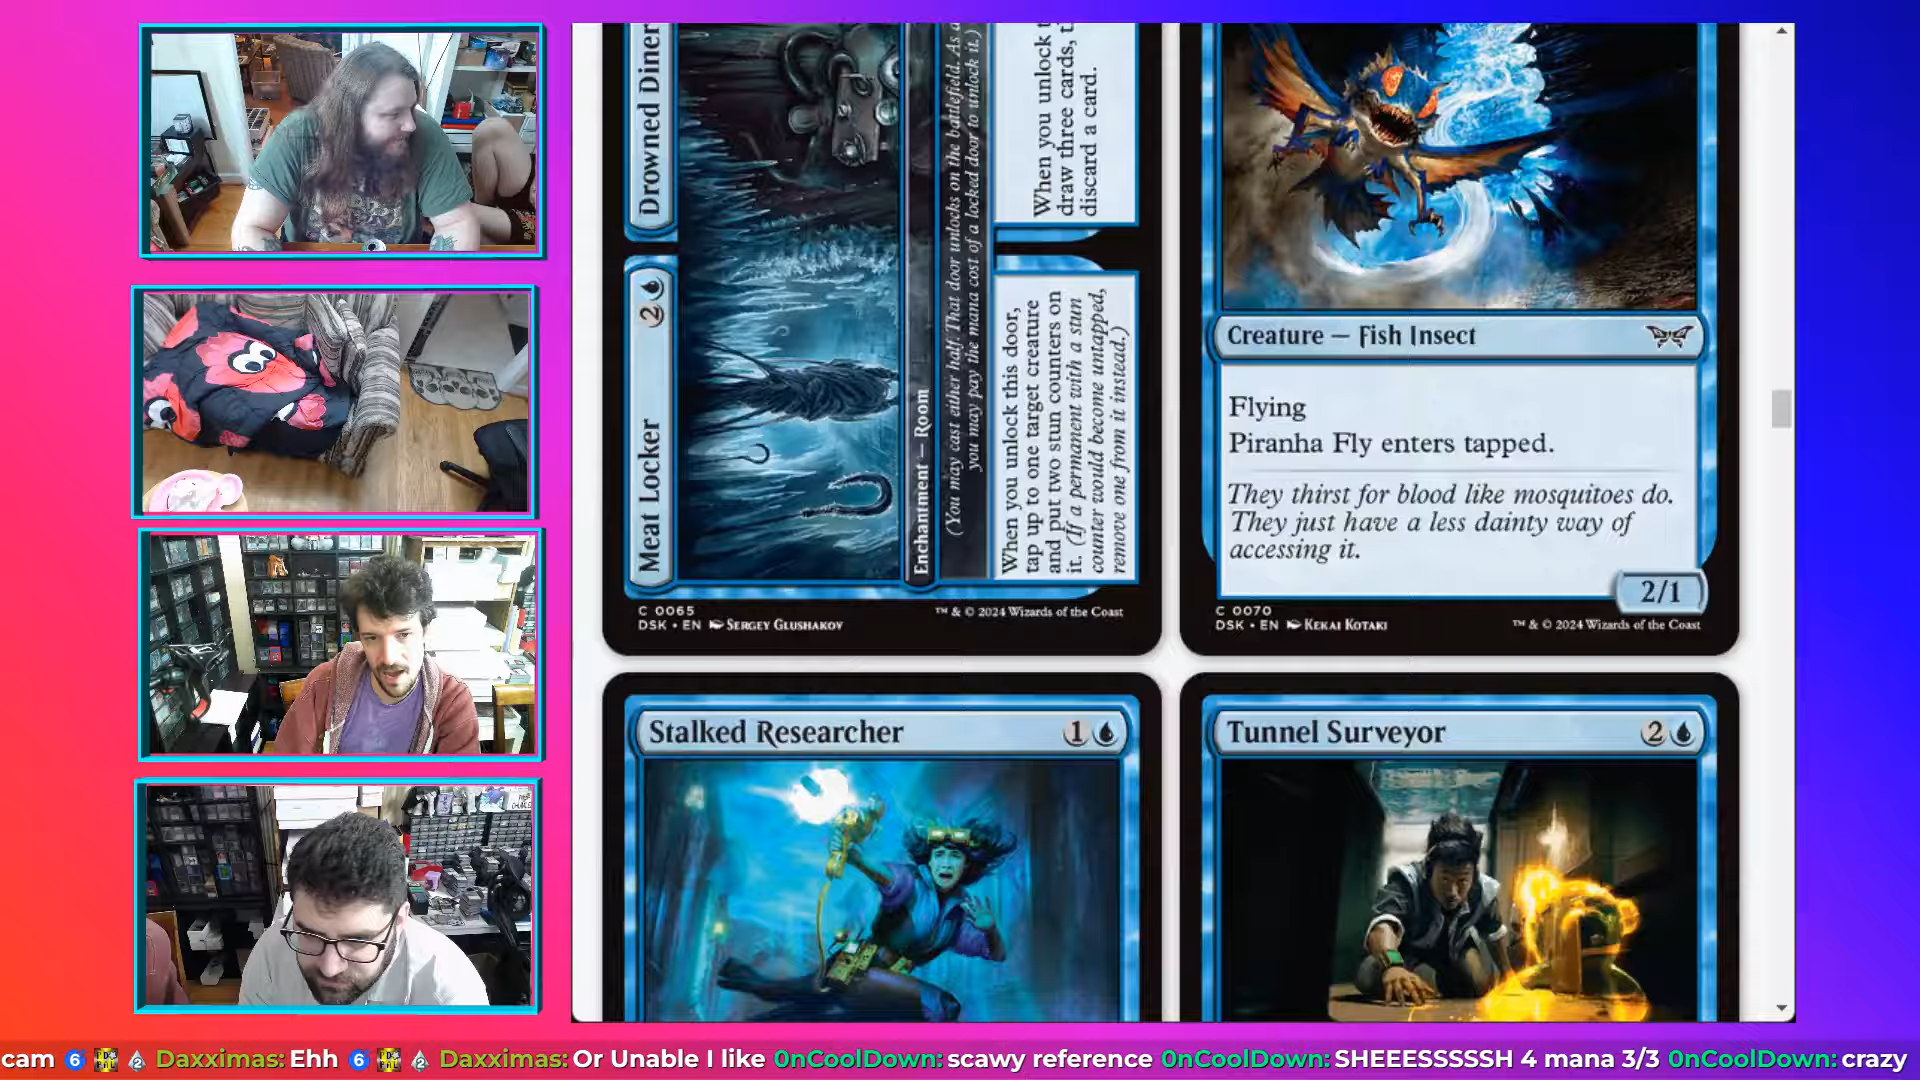 Drowned Diner
When you unlock t
draw three cards, t
discard a card.
Meat Locker 2
Enchantment — Room
(You may cast either half. That door unlocks on the battlefield. As a
you may pay the mana cost of a locked door to unlock it.)
When you unlock this door,
tap up to one target creature
and put two stun counters on
it. (If a permanent with a stun
counter would become untapped,
remove one from it instead.)
C 0065
DSK • EN SERGEY GLUSHAKOV
™ & © 2024 Wizards of the Coast
Creature — Fish Insect
Flying
Piranha Fly enters tapped.
They thirst for blood like mosquitoes do.
They just have a less dainty way of
accessing it.
2/1
C 0070
DSK • EN KEKAI KOTAKI
™ & © 2024 Wizards of the Coast
Stalked Researcher 1
Tunnel Surveyor 2
cam 6 2 Daxximas: Ehh 6 2 Daxximas: Or Unable I like 0nCoolDown: scawy reference 0nCoolDown: SHEEESSSSSH 4 mana 3/3 0nCoolDown: crazy